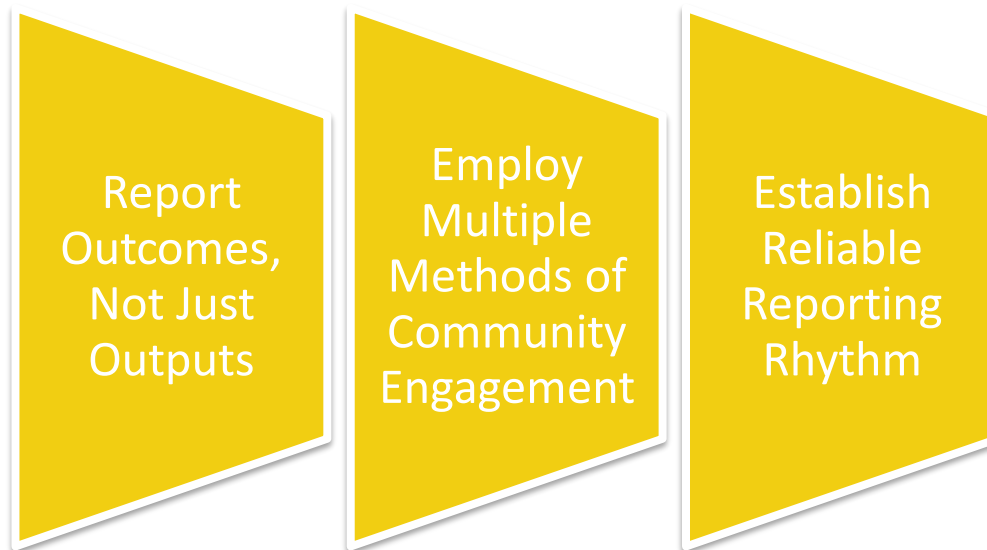 Report
Outcomes,
Not Just
Outputs
Employ
Multiple
Methods of
Community
Engagement
Establish
Reliable
Reporting
Rhythm